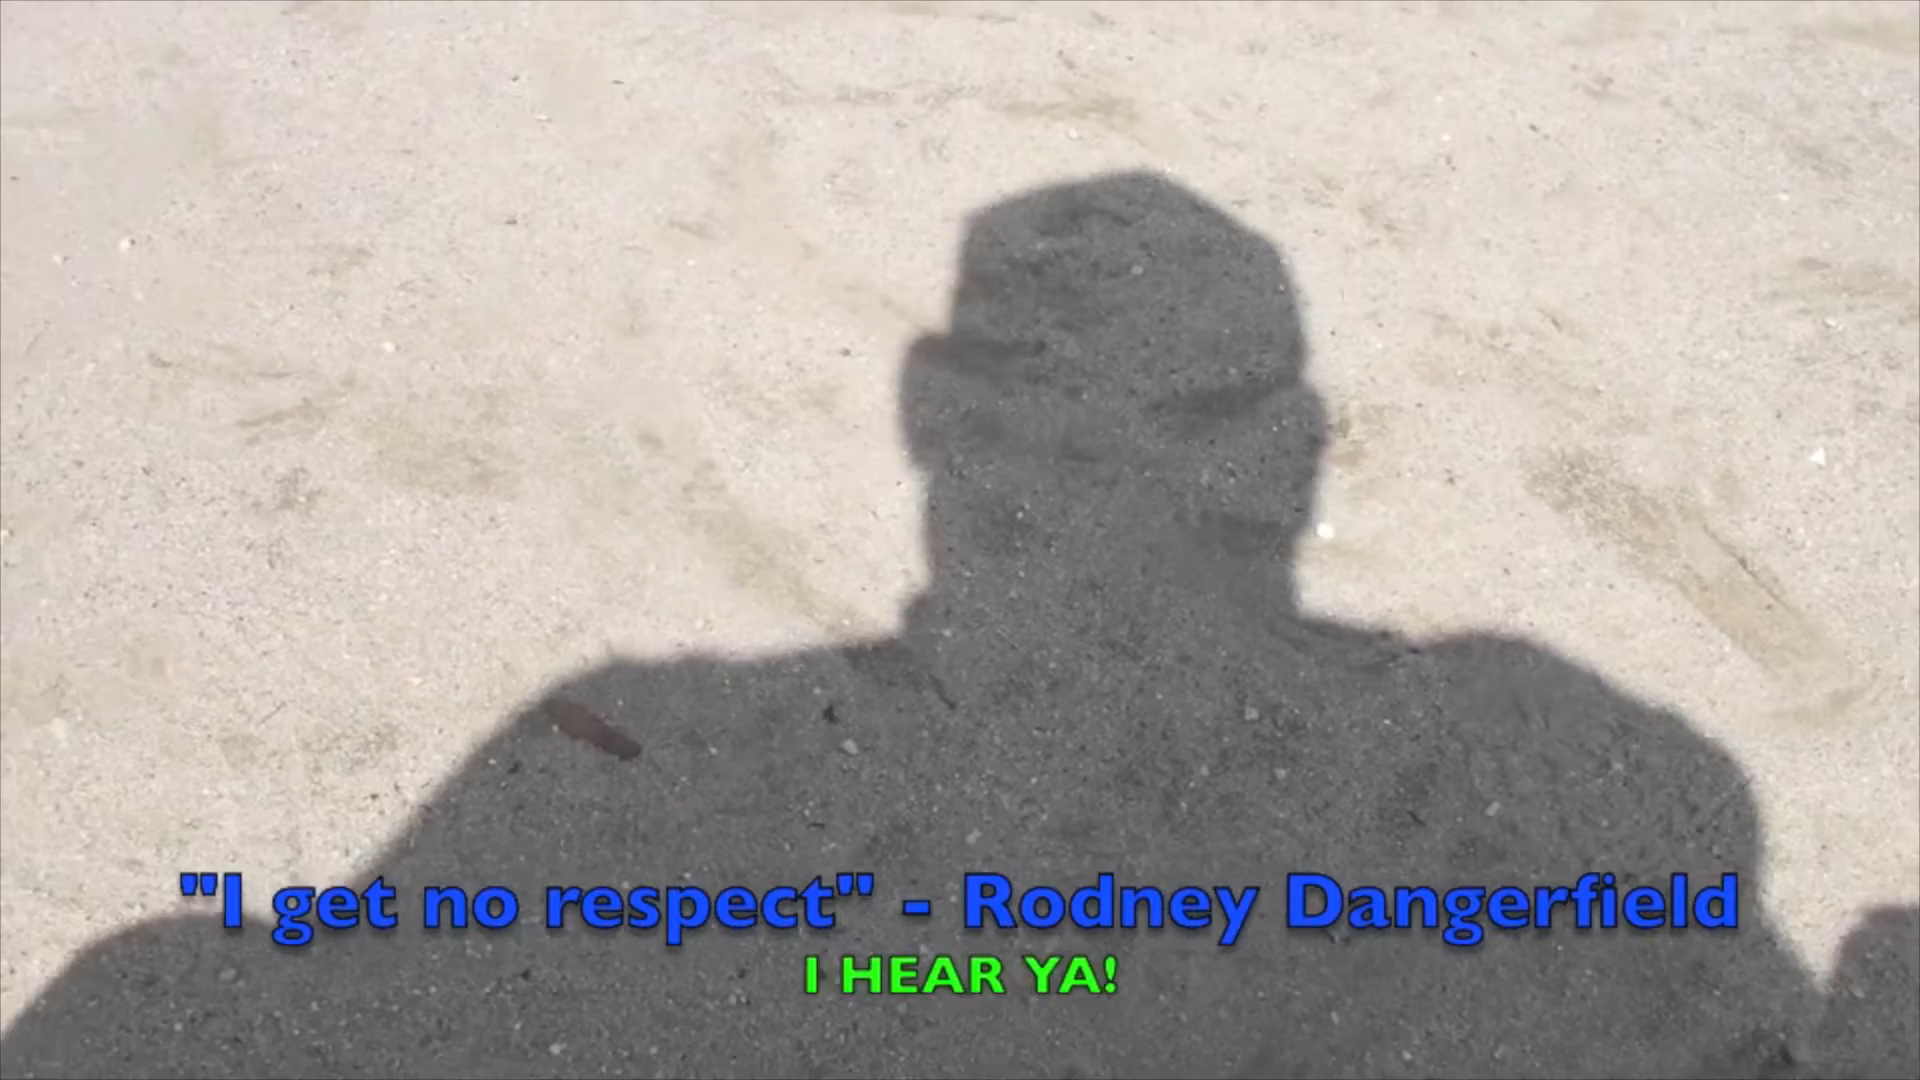 "I get no respect" - Rodney Dangerfield
I HEAR YA!